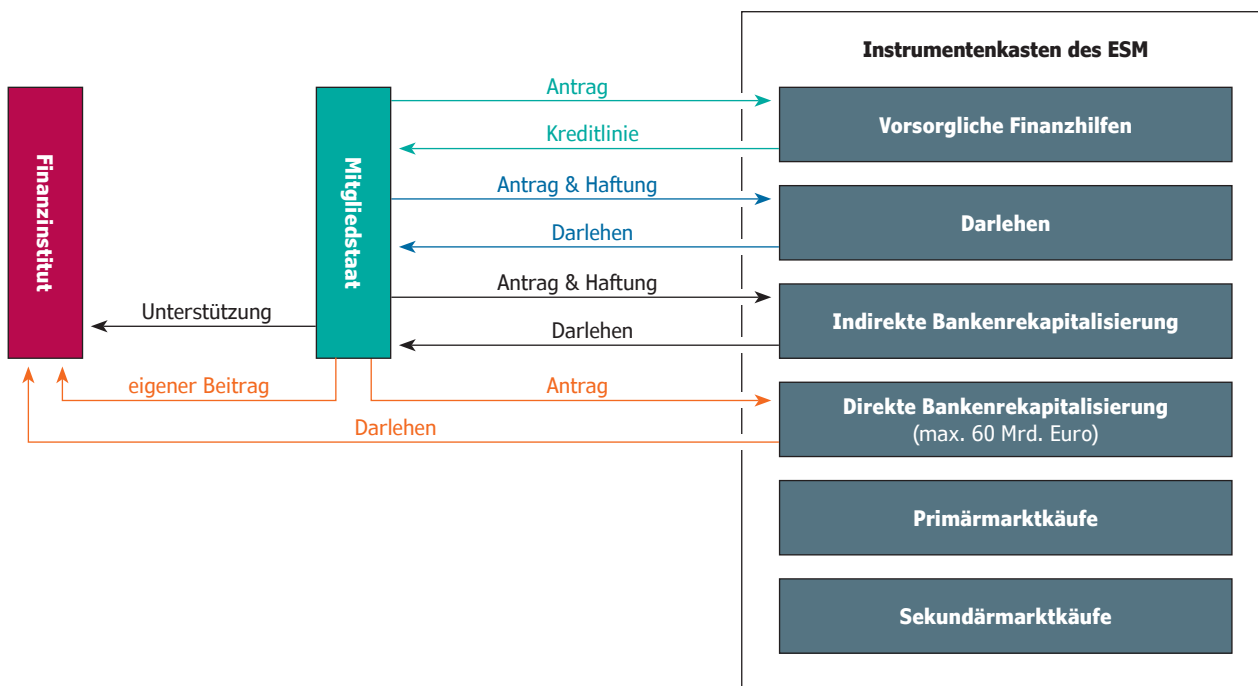 Instrumentenkasten des ESM
Finanzinstitut
Mitgliedstaat
Antrag
Kreditlinie
Vorsorgliche Finanzhilfen
Antrag & Haftung
Darlehen
Darlehen
Antrag & Haftung
Darlehen
Indirekte Bankenrekapitalisierung
Unterstützung
eigener Beitrag
Antrag
Darlehen
Direkte Bankenrekapitalisierung
(max. 60 Mrd. Euro)
Primärmarktkäufe
Sekundärmarktkäufe